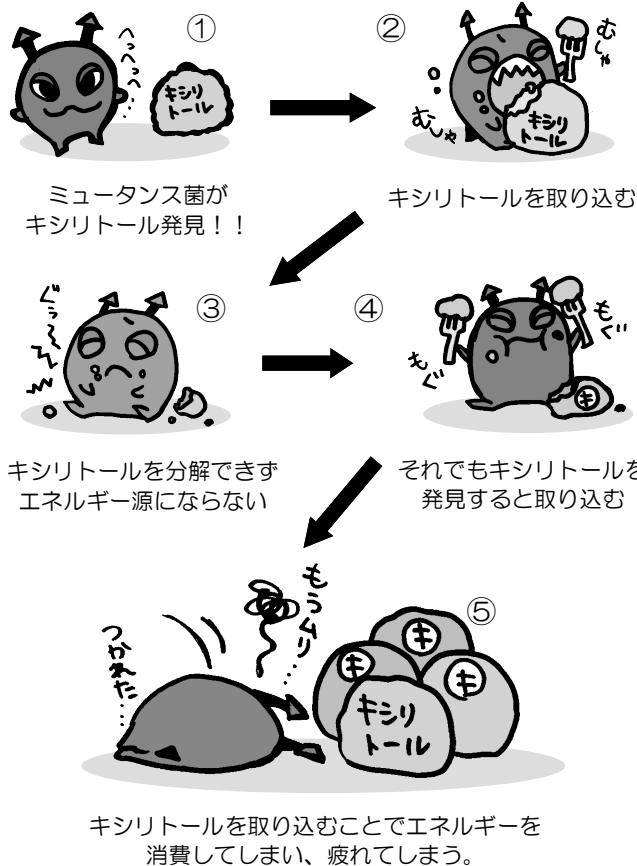 ①
へっへっへっ…
キシリ
トール
ミュータンス菌が
キシリトール発見！！
②
むしゃ
むしゃ
キシリ
トール
キシリトールを取り込む
③
ぐぅ〜
キシリトールを分解できず
エネルギー源にならない
④
もぐ
もぐ
キ
それでもキシリトールを
発見すると取り込む
⑤
もうムリ…
つかれた…
キ
キ
キ
キシリ
トール
キシリトールを取り込むことでエネルギーを
消費してしまい、疲れてしまう。